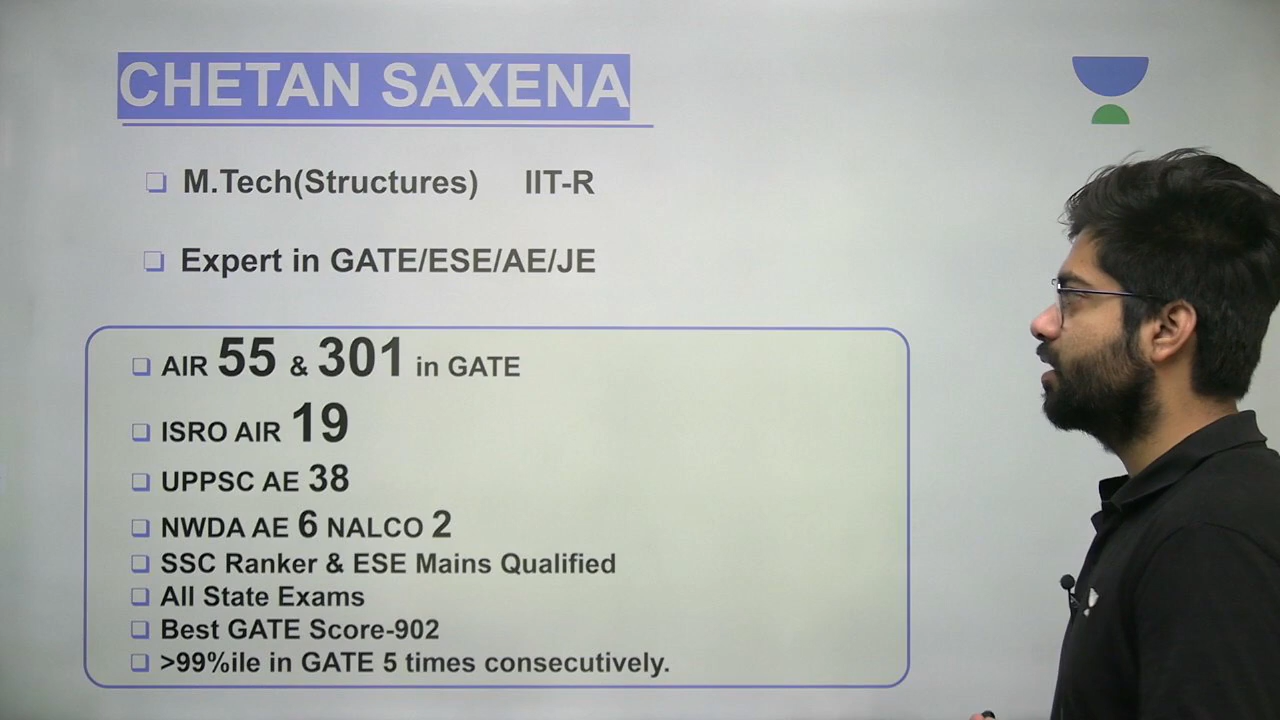 CHETAN SAXENA
M.Tech(Structures) IIT-R
Expert in GATE/ESE/AE/JE
AIR 55 & 301 in GATE
ISRO AIR 19
UPPSC AE 38
NWDA AE 6 NALCO 2
SSC Ranker & ESE Mains Qualified
All State Exams
Best GATE Score-902
>99%ile in GATE 5 times consecutively.